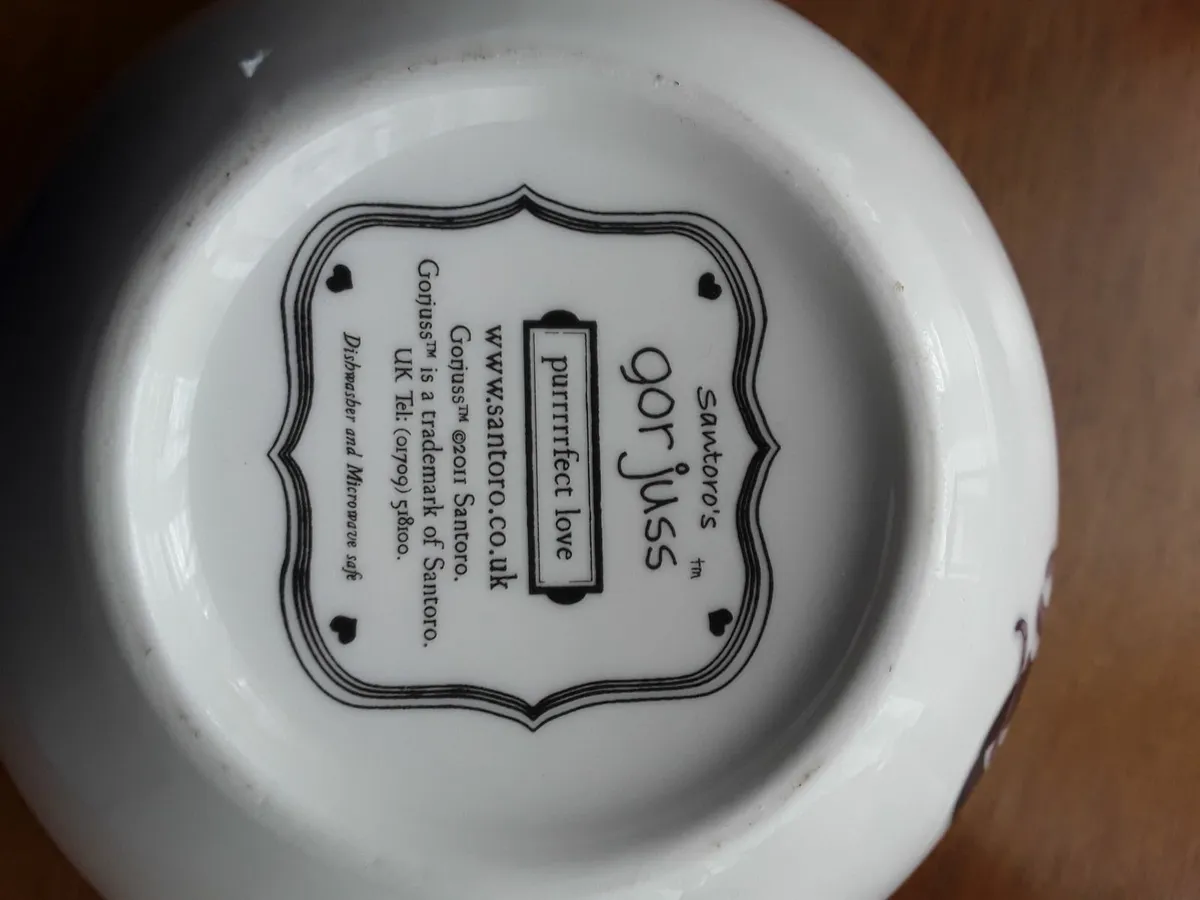 santoro's ™
gorjuss
purrrrrfect love
www.santoro.co.uk
Gorjuss™ ©2011 Santoro.
Gorjuss™ is a trademark of Santoro.
UK Tel: (01709) 518100.
Dishwasher and Microwave safe